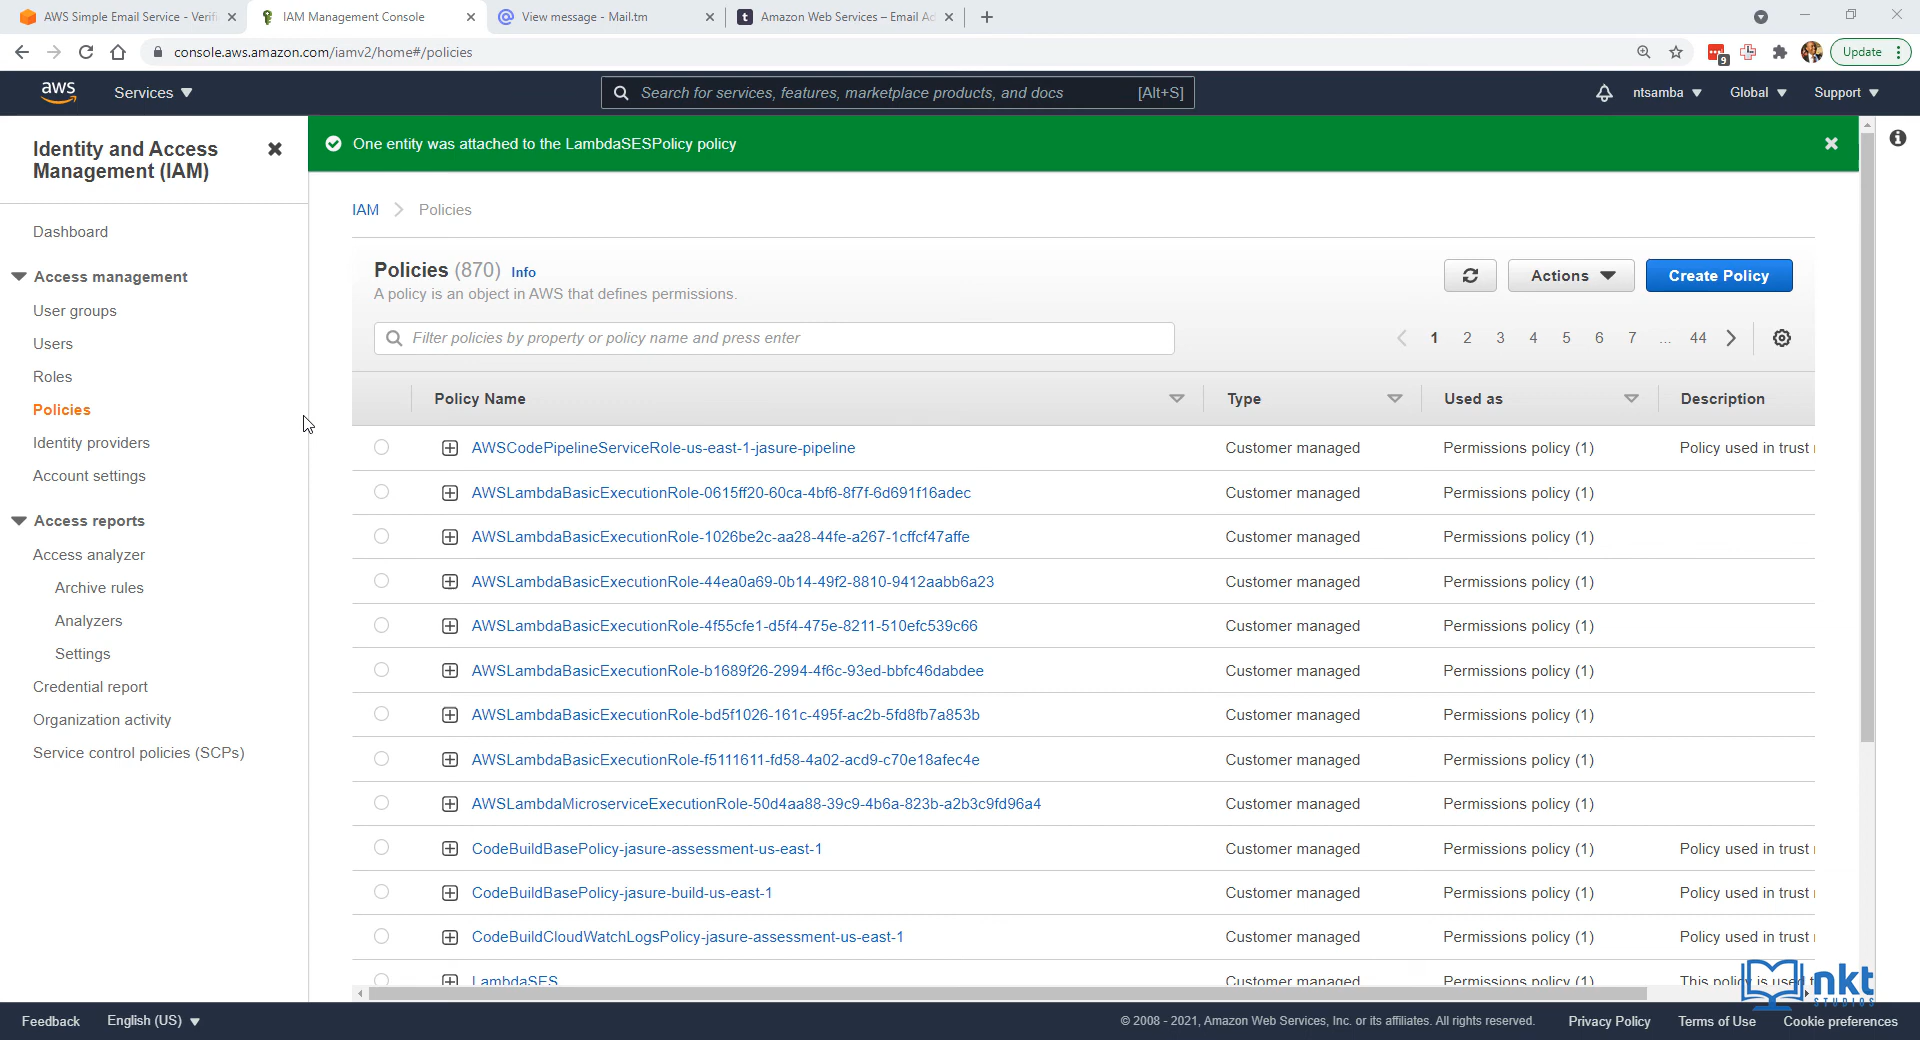 AWS Simple Email Service - Verifi
IAM Management Console
View message - Mail.tm
t
Amazon Web Services – Email Ad
console.aws.amazon.com/iamv2/home#/policies
9
Update
aws
Services
Search for services, features, marketplace products, and docs
[Alt+S]
ntsamba
Global
Support
Identity and Access
Management (IAM)
Dashboard
Access management
User groups
Users
Roles
Policies
Identity providers
Account settings
Access reports
Access analyzer
Archive rules
Analyzers
Settings
Credential report
Organization activity
Service control policies (SCPs)
One entity was attached to the LambdaSESPolicy policy
IAM > Policies
Policies (870) Info
A policy is an object in AWS that defines permissions.
Actions
Create Policy
Filter policies by property or policy name and press enter
1 2 3 4 5 6 7 ... 44
Policy Name Type Used as Description
AWSCodePipelineServiceRole-us-east-1-jasure-pipeline Customer managed Permissions policy (1) Policy used in trust
AWSLambdaBasicExecutionRole-0615ff20-60ca-4bf6-8f7f-6d691f16adec Customer managed Permissions policy (1)
AWSLambdaBasicExecutionRole-1026be2c-aa28-44fe-a267-1cffcf47affe Customer managed Permissions policy (1)
AWSLambdaBasicExecutionRole-44ea0a69-0b14-49f2-8810-9412aabb6a23 Customer managed Permissions policy (1)
AWSLambdaBasicExecutionRole-4f55cfe1-d5f4-475e-8211-510efc539c66 Customer managed Permissions policy (1)
AWSLambdaBasicExecutionRole-b1689f26-2994-4f6c-93ed-bbfc46dabdee Customer managed Permissions policy (1)
AWSLambdaBasicExecutionRole-bd5f1026-161c-495f-ac2b-5fd8fb7a853b Customer managed Permissions policy (1)
AWSLambdaBasicExecutionRole-f5111611-fd58-4a02-acd9-c70e18afec4e Customer managed Permissions policy (1)
AWSLambdaMicroserviceExecutionRole-50d4aa88-39c9-4b6a-823b-a2b3c9fd96a4 Customer managed Permissions policy (1)
CodeBuildBasePolicy-jasure-assessment-us-east-1 Customer managed Permissions policy (1) Policy used in trust
CodeBuildBasePolicy-jasure-build-us-east-1 Customer managed Permissions policy (1) Policy used in trust
CodeBuildCloudWatchLogsPolicy-jasure-assessment-us-east-1 Customer managed Permissions policy (1) Policy used in trust
LambdaSES Customer managed Permissions policy (1) This policy is used
nkt
STUDIOS
Feedback
English (US)
© 2008 - 2021, Amazon Web Services, Inc. or its affiliates. All rights reserved.
Privacy Policy
Terms of Use
Cookie preferences